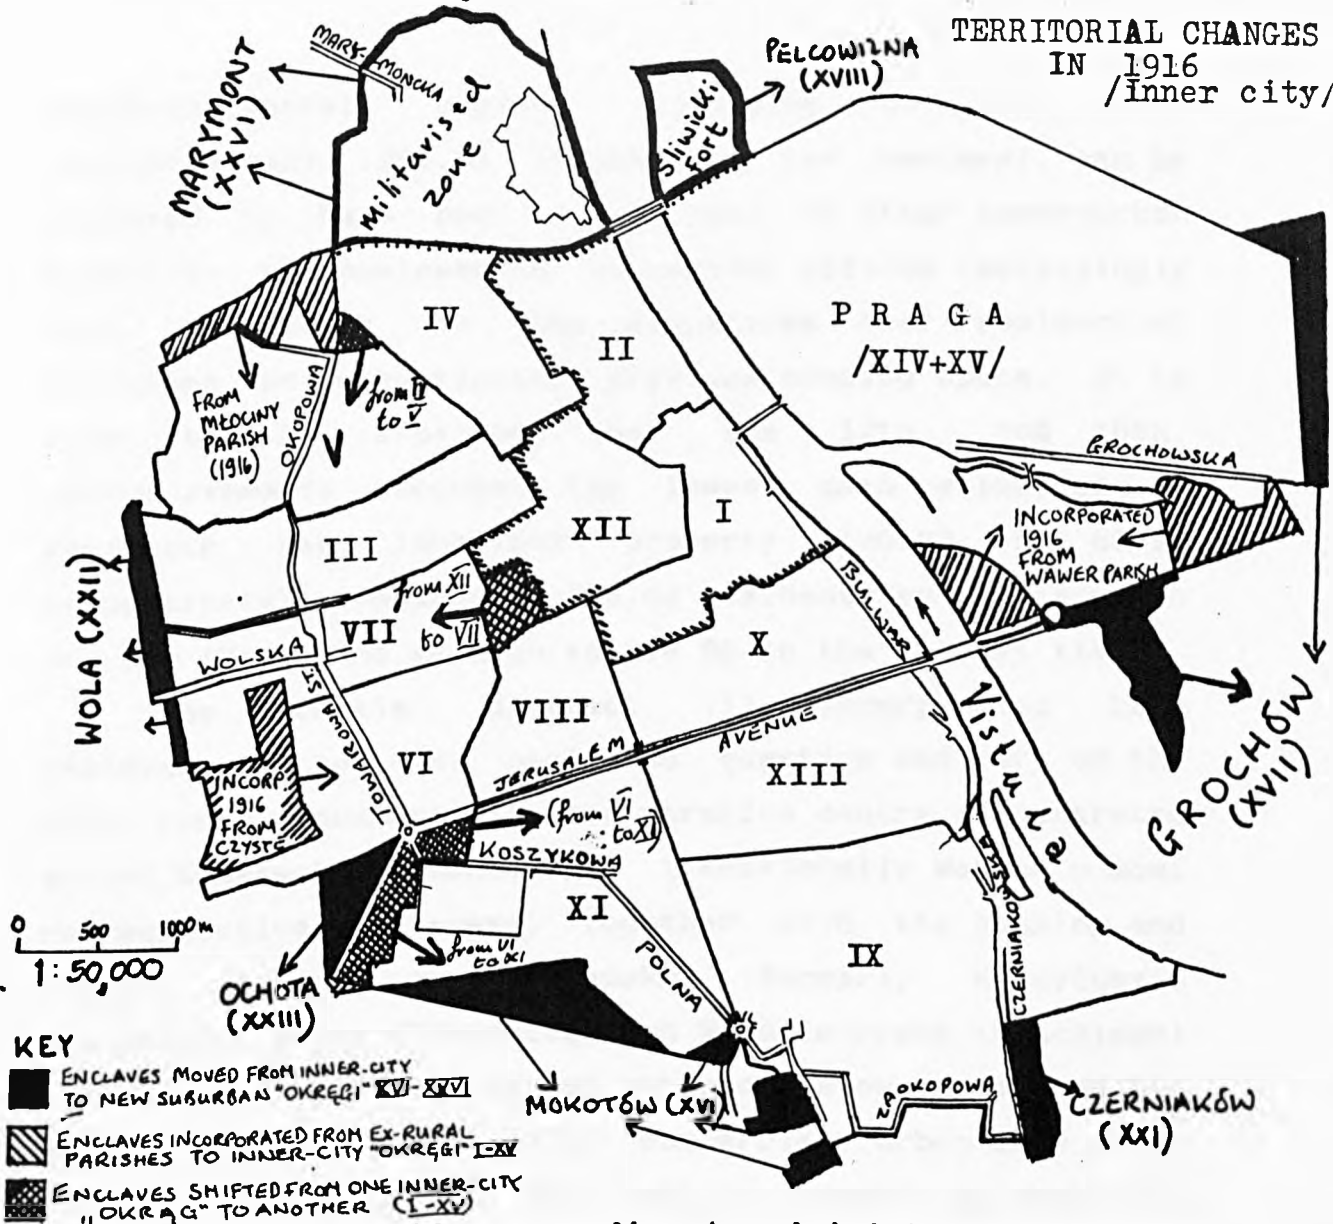 TERRITORIAL CHANGES
IN 1916
/inner city/
PELCOWIZNA
(XVIII)
MARY-
MONCKA
MARYMONT
(XXVI)
Militarised
zone
Sliwicki
Fort
PRAGA
/XIV+XV/
IV
II
FROM
MŁOCINY
PARISH
(1916)
OKOPOWA
from IV
to V
V
GROCHOWSKA
INCORPORATED
1916
FROM
WAWER PARISH
III
XII
I
WOLA (XXII)
from XII
to VII
VII
WOLSKA
BULWAR
X
Vistula
GROCHÓW
(XVII)
ST.
TOWAROWA
VIII
JERUSALEM
AVENUE
XIII
VI
INCORP.
1916
FROM
CZYSTE
(from VI
to XI)
KOSZYKOWA
XI
POLNA
from VI
to XI
IX
CZERNIAKOWSKA
0 500 1000m
1:50,000
OCHOTA
(XXIII)
MOKOTÓW (XVI)
ZA OKOPOWA
CZERNIAKÓW
(XXI)
KEY
ENCLAVES MOVED FROM INNER-CITY
TO NEW SUBURBAN "OKRĘGI" XVI-XXVI
ENCLAVES INCORPORATED FROM EX-RURAL
PARISHES TO INNER-CITY "OKRĘGI" I-XV
ENCLAVES SHIFTED FROM ONE INNER-CITY
„OKRĄG" TO ANOTHER (I-XV)